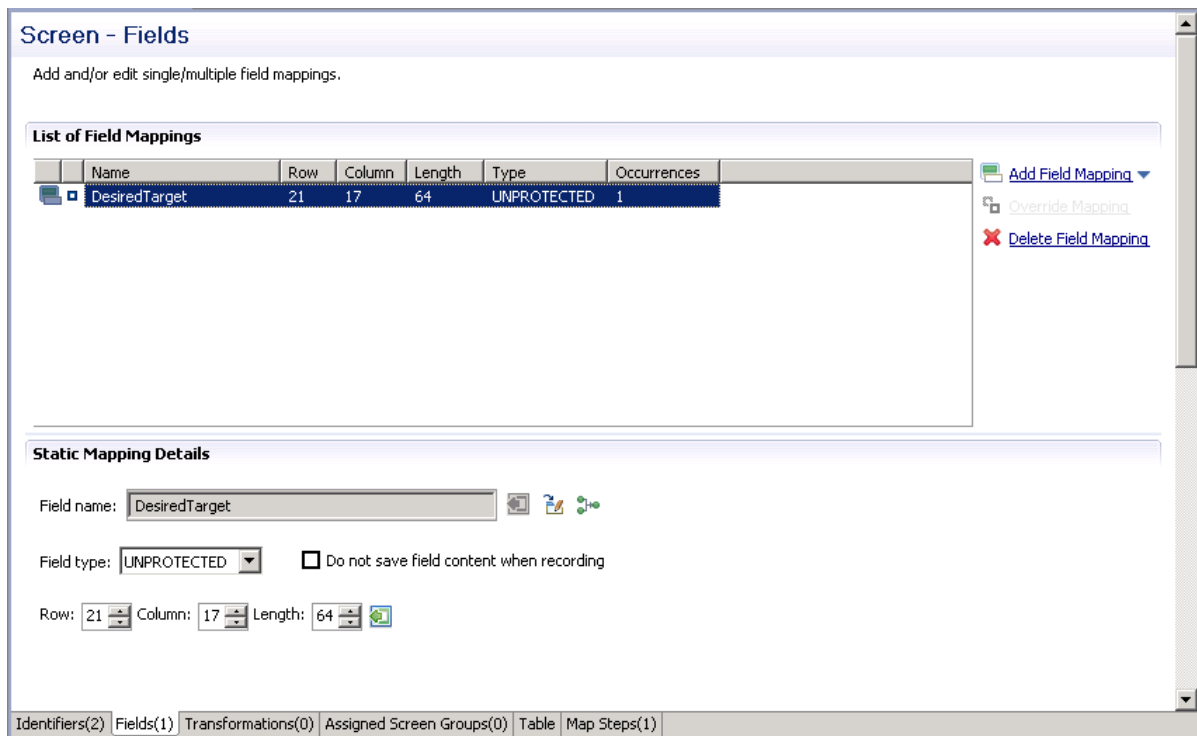 Screen - Fields
Add and/or edit single/multiple field mappings.
List of Field Mappings
Name Row Column Length Type Occurrences
DesiredTarget 21 17 64 UNPROTECTED 1
Add Field Mapping
Override Mapping
Delete Field Mapping
Static Mapping Details
Field name: DesiredTarget
Field type: UNPROTECTED Do not save field content when recording
Row: 21 Column: 17 Length: 64
Identifiers(2) Fields(1) Transformations(0) Assigned Screen Groups(0) Table Map Steps(1)